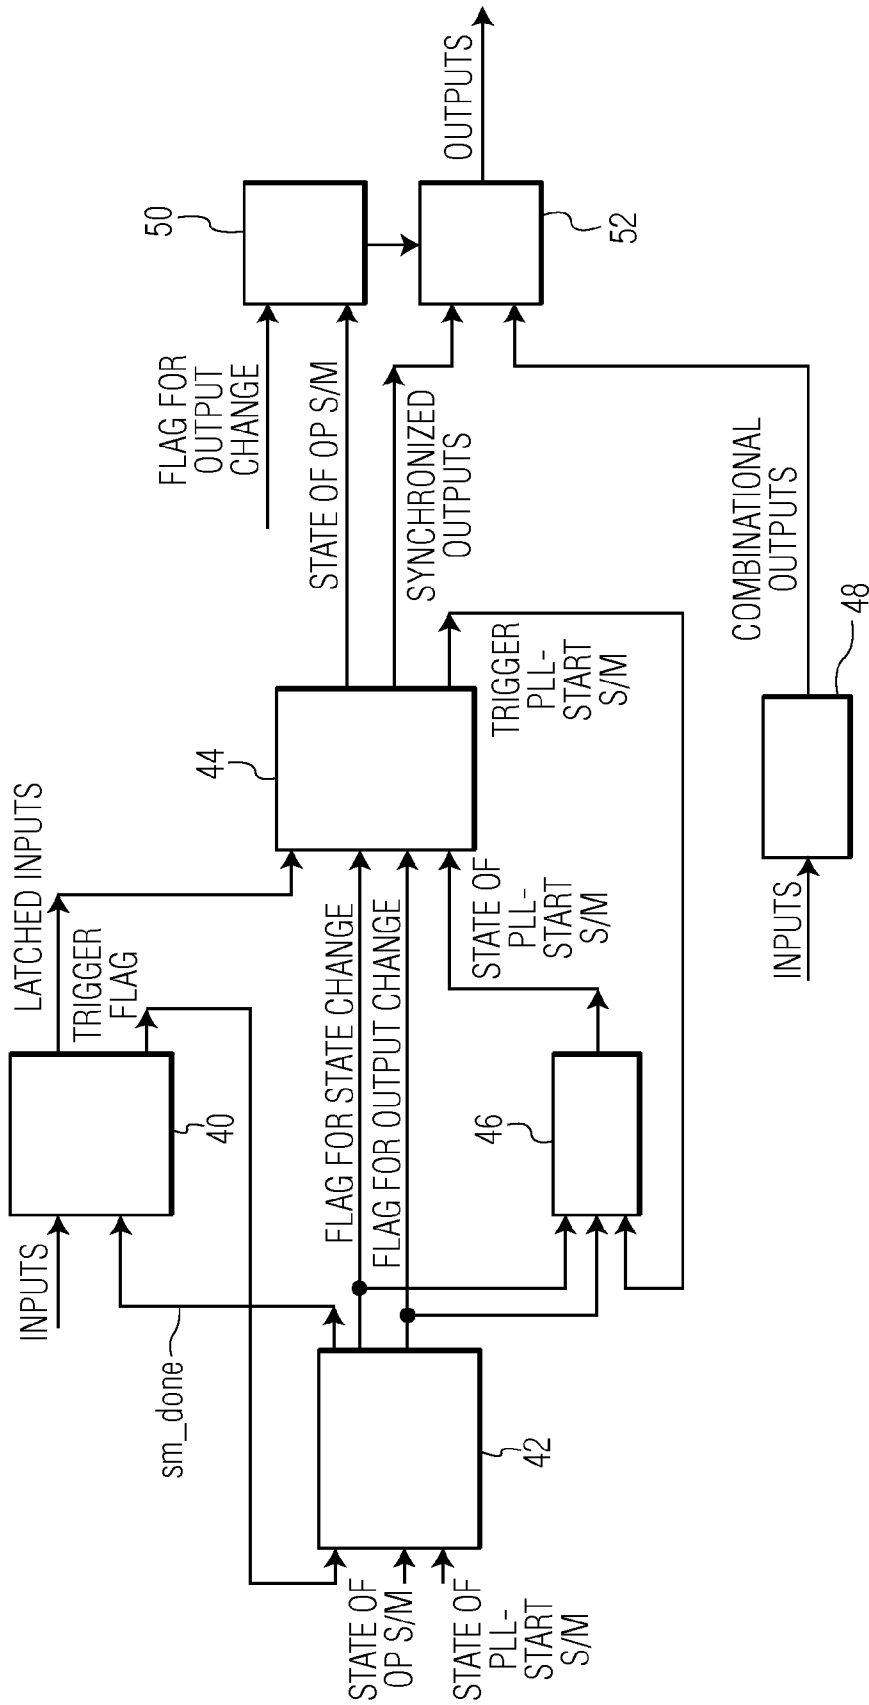 INPUTS
sm_done
40
LATCHED INPUTS
TRIGGER
FLAG
STATE OF
OP S/M
STATE OF
PLL-
START
S/M
42
FLAG FOR STATE CHANGE
FLAG FOR OUTPUT CHANGE
46
STATE OF
PLL-
START
S/M
44
TRIGGER
PLL-
START
S/M
STATE OF OP S/M
SYNCHRONIZED
OUTPUTS
FLAG FOR
OUTPUT
CHANGE
50
52
OUTPUTS
INPUTS
48
COMBINATIONAL
OUTPUTS